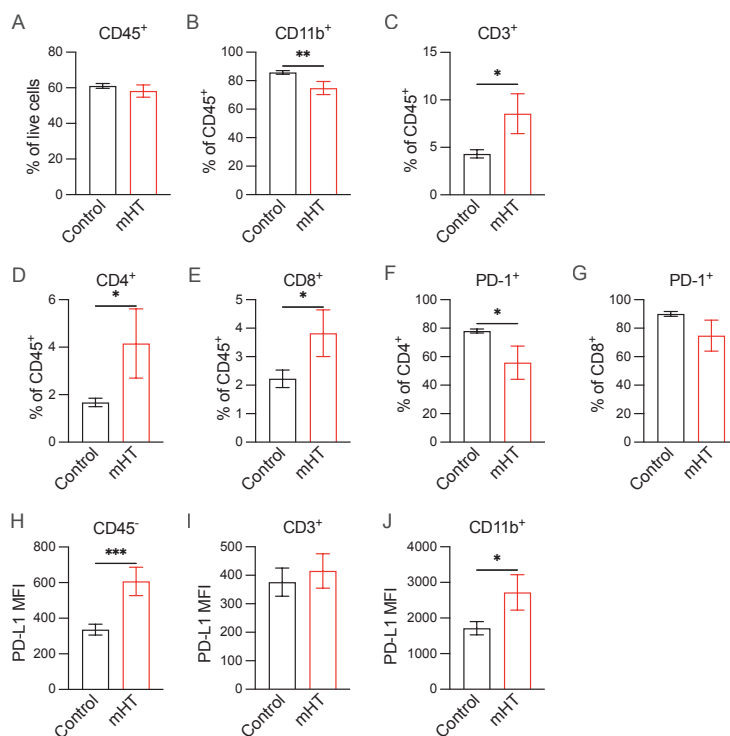 A
CD45⁺
% of live cells
80
60
40
20
0
Control
mHT
B
CD11b⁺
**
% of CD45⁺
100
80
60
40
20
0
Control
mHT
C
CD3⁺
*
% of CD45⁺
15
10
5
0
Control
mHT
D
CD4⁺
*
% of CD45⁺
6
4
2
0
Control
mHT
E
CD8⁺
*
% of CD45⁺
5
4
3
2
1
0
Control
mHT
F
PD-1⁺
*
% of CD4⁺
100
80
60
40
20
0
Control
mHT
G
PD-1⁺
% of CD8⁺
100
80
60
40
20
0
Control
mHT
H
CD45⁻
***
PD-L1 MFI
800
600
400
200
0
Control
mHT
I
CD3⁺
PD-L1 MFI
500
400
300
200
100
0
Control
mHT
J
CD11b⁺
*
PD-L1 MFI
4000
3000
2000
1000
0
Control
mHT